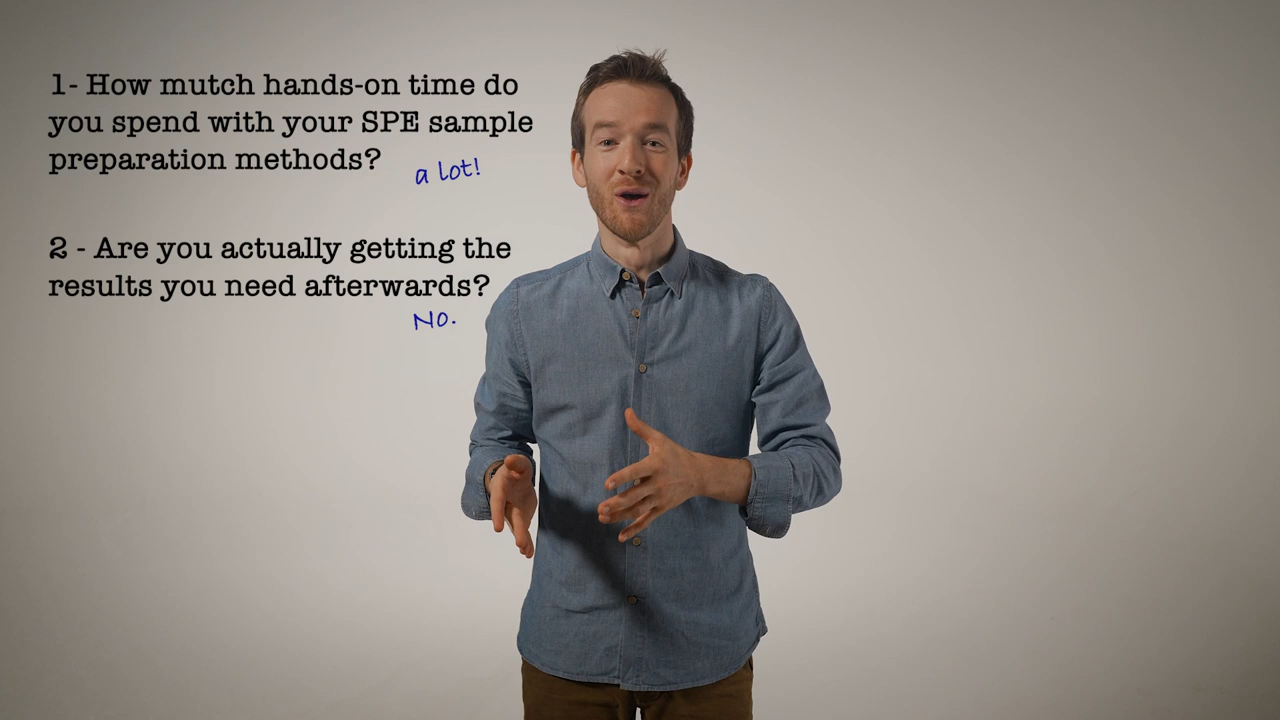 1- How mutch hands-on time do
you spend with your SPE sample
preparation methods?
a lot!
2 - Are you actually getting the
results you need afterwards?
No.